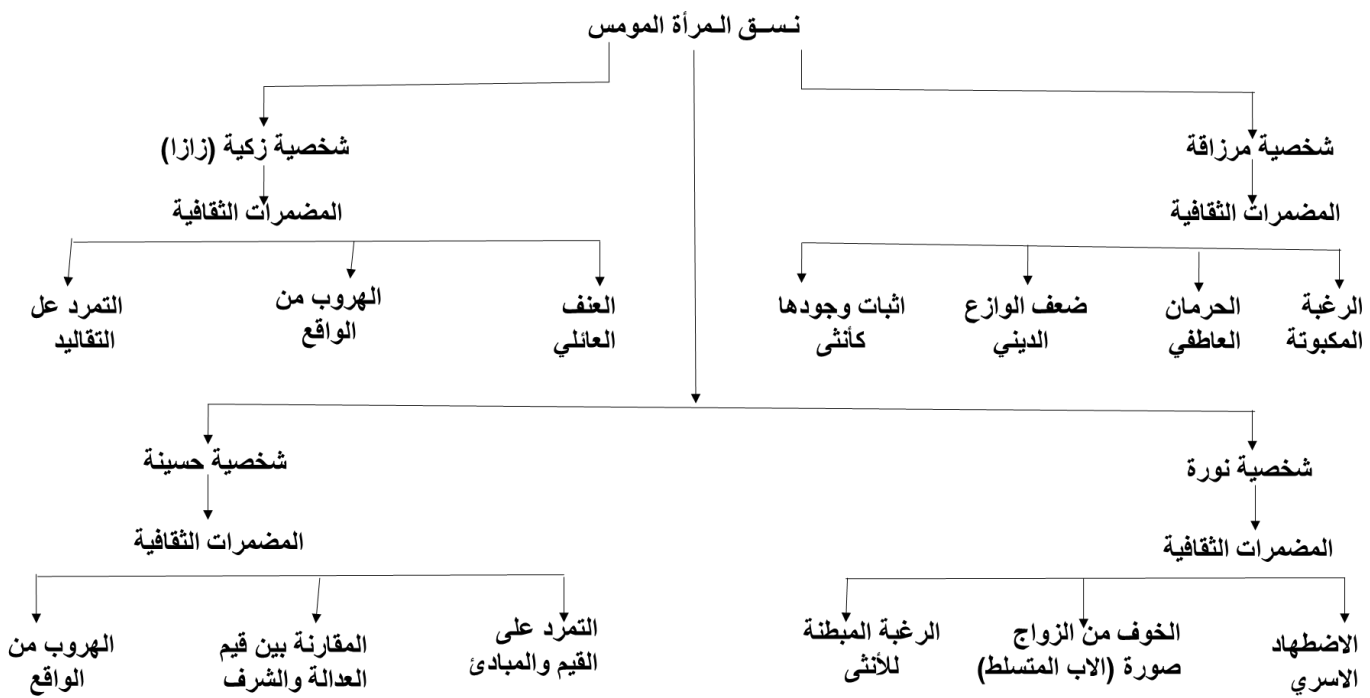 نـسـق الـمرأة المومس
شخصية مرزاقة
المضمرات الثقافية
الرغبة
المكبوتة
الحرمان
العاطفي
ضعف الوازع
الديني
اثبات وجودها
كأنثى
شخصية زكية (زازا)
المضمرات الثقافية
العنف
العائلي
الهروب من
الواقع
التمرد عل
التقاليد
شخصية نورة
المضمرات الثقافية
الاضطهاد
الاسري
الخوف من الزواج
صورة (الاب المتسلط)
الرغبة المبطنة
للأنثى
شخصية حسينة
المضمرات الثقافية
التمرد على
القيم والمبادئ
المقارنة بين قيم
العدالة والشرف
الهروب من
الواقع